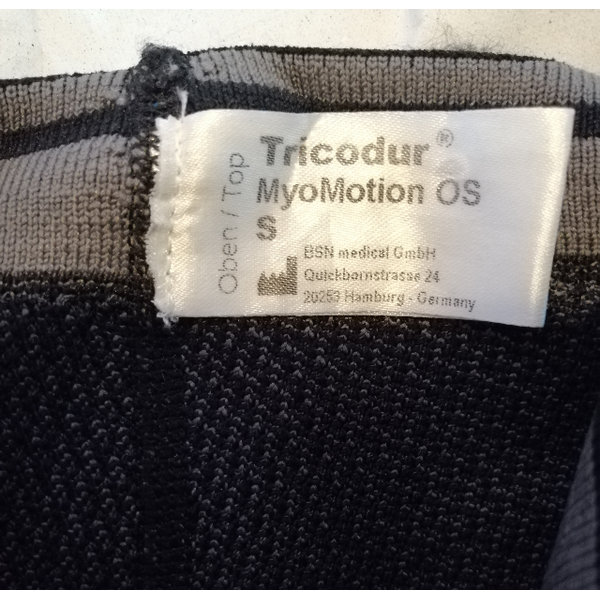 Oben / Top
Tricodur®
MyoMotion OS
S
BSN medical GmbH
Quickbornstrasse 24
20253 Hamburg - Germany